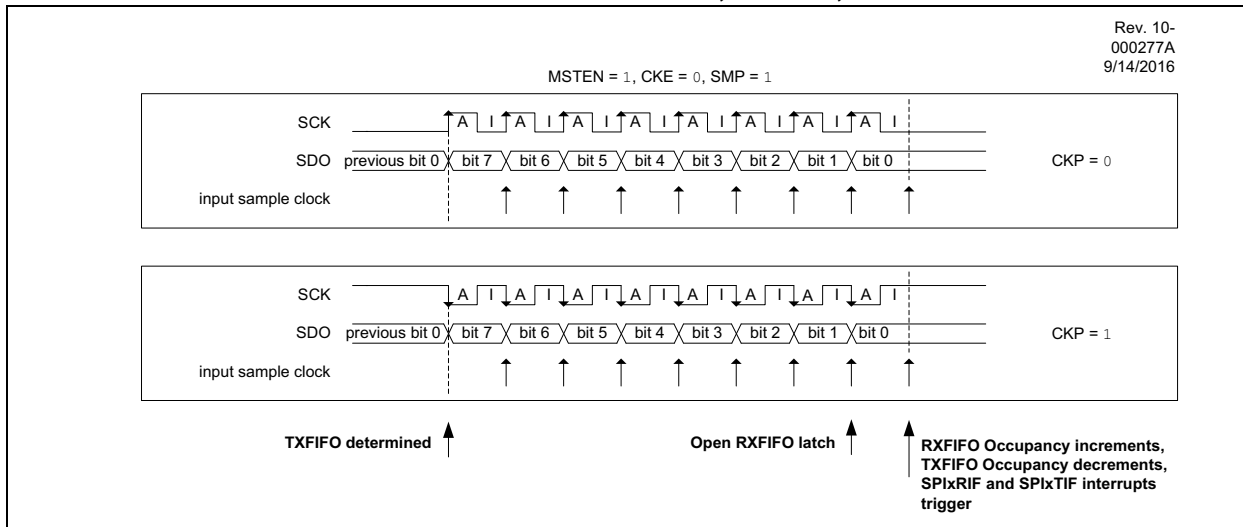 Rev. 10-
000277A
9/14/2016
MSTEN = 1, CKE = 0, SMP = 1
SCK A I A I A I A I A I A I A I A I
SDO previous bit 0 bit 7 bit 6 bit 5 bit 4 bit 3 bit 2 bit 1 bit 0 CKP = 0
input sample clock
SCK A I A I A I A I A I A I A I A I
SDO previous bit 0 bit 7 bit 6 bit 5 bit 4 bit 3 bit 2 bit 1 bit 0 CKP = 1
input sample clock
TXFIFO determined
Open RXFIFO latch
RXFIFO Occupancy increments,
TXFIFO Occupancy decrements,
SPIxRIF and SPIxTIF interrupts
trigger